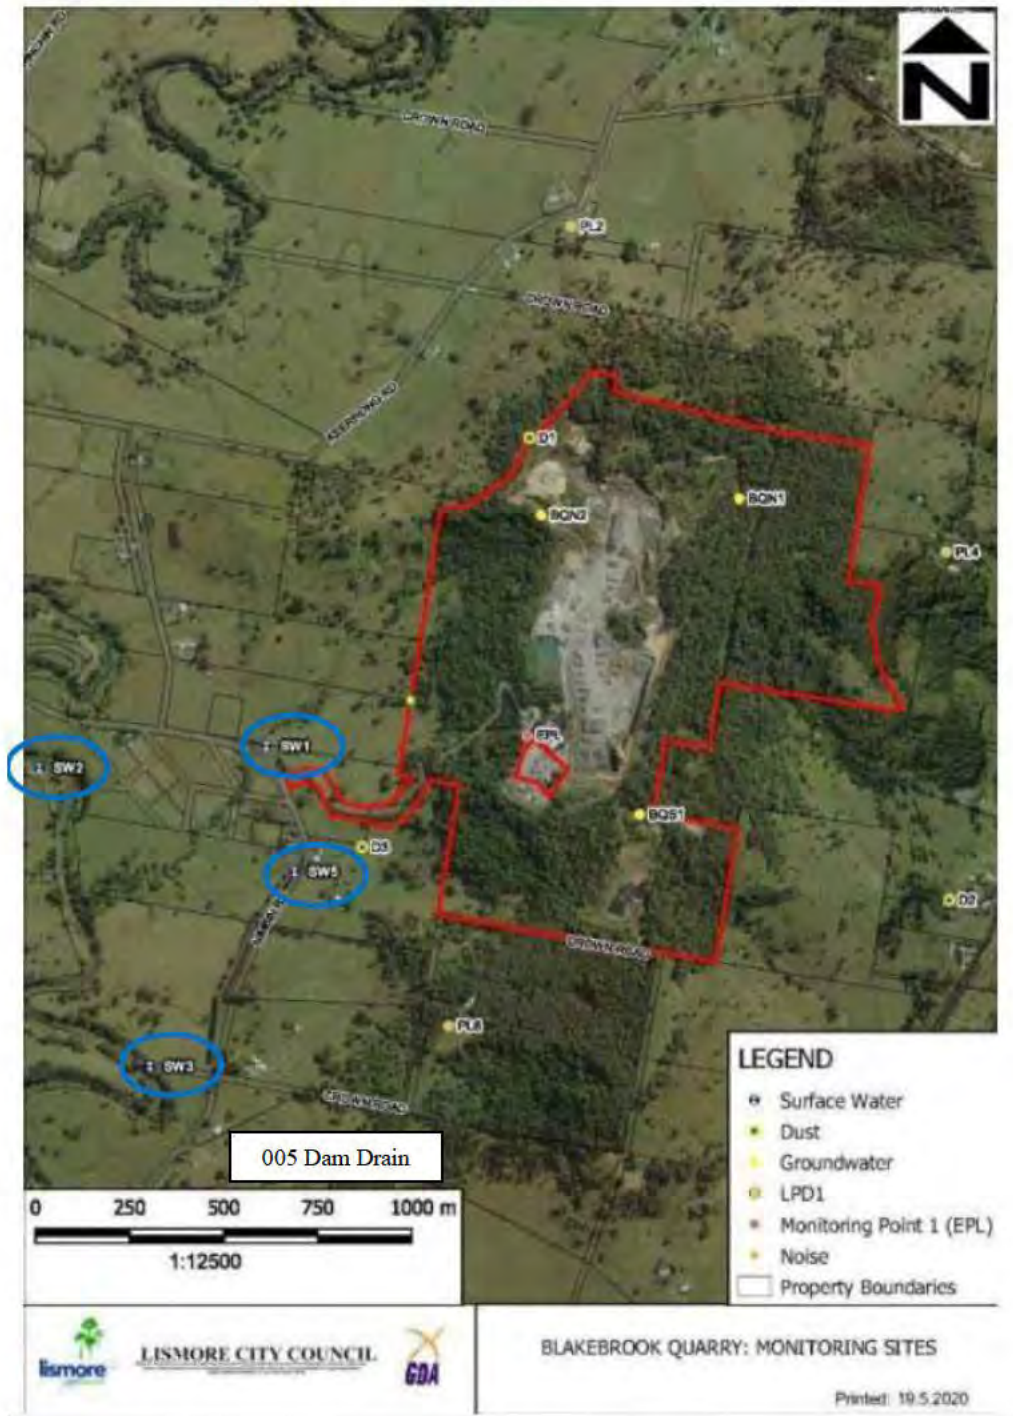 N
CROWN ROAD
PL2
CROWN ROAD
KEERRONG RD
D1
BQN1
BQN2
PL4
EPL
SW1
SW2
BQS1
D3
SW5
D2
CROWN ROAD
PL6
SW3
CROWN ROAD
LEGEND
Surface Water
Dust
Groundwater
LPD1
Monitoring Point 1 (EPL)
Noise
Property Boundaries
005 Dam Drain
0 250 500 750 1000 m
1:12500
lismore
LISMORE CITY COUNCIL
GDA
BLAKEBROOK QUARRY: MONITORING SITES
Printed: 19.5.2020